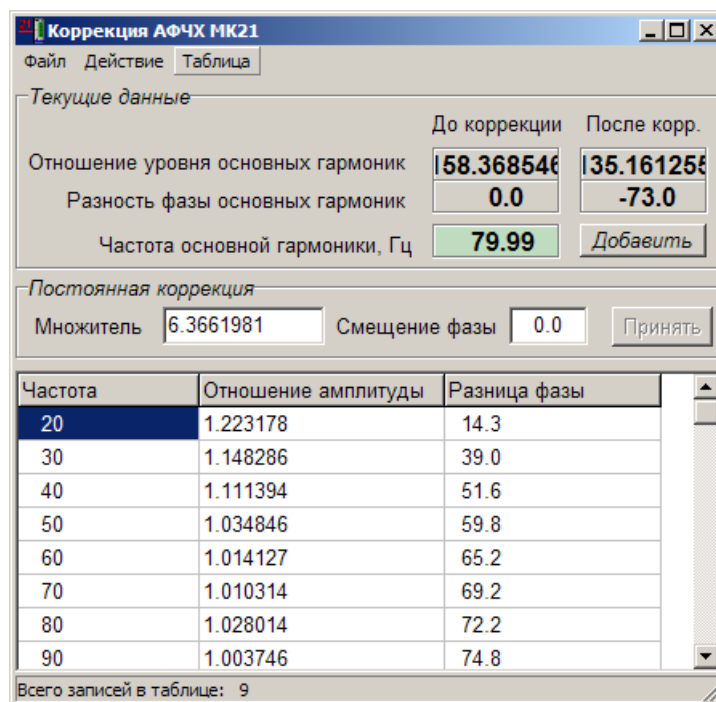 Коррекция АФЧХ МК21
Файл Действие Таблица
Текущие данные
До коррекции После корр.
Отношение уровня основных гармоник 158.368546 135.161255
Разность фазы основных гармоник 0.0 -73.0
Частота основной гармоники, Гц 79.99 Добавить
Постоянная коррекция
Множитель 6.3661981 Смещение фазы 0.0 Принять
Частота Отношение амплитуды Разница фазы
20 1.223178 14.3
30 1.148286 39.0
40 1.111394 51.6
50 1.034846 59.8
60 1.014127 65.2
70 1.010314 69.2
80 1.028014 72.2
90 1.003746 74.8
Всего записей в таблице: 9